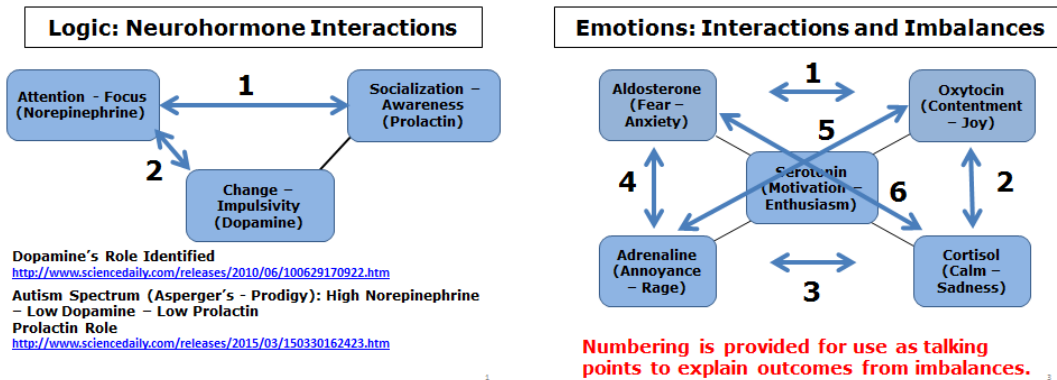 Logic: Neurohormone Interactions
Attention - Focus
(Norepinephrine)
1
Socialization –
Awareness
(Prolactin)
2
Change –
Impulsivity
(Dopamine)
Dopamine's Role Identified
http://www.sciencedaily.com/releases/2010/06/100629170922.htm
Autism Spectrum (Asperger's - Prodigy): High Norepinephrine
– Low Dopamine – Low Prolactin
Prolactin Role
http://www.sciencedaily.com/releases/2015/03/150330162423.htm
1
Emotions: Interactions and Imbalances
Aldosterone
(Fear –
Anxiety)
1
Oxytocin
(Contentment
– Joy)
5
Serotonin
(Motivation –
Enthusiasm)
4
6
2
Adrenaline
(Annoyance
– Rage)
3
Cortisol
(Calm –
Sadness)
Numbering is provided for use as talking
points to explain outcomes from imbalances.
3